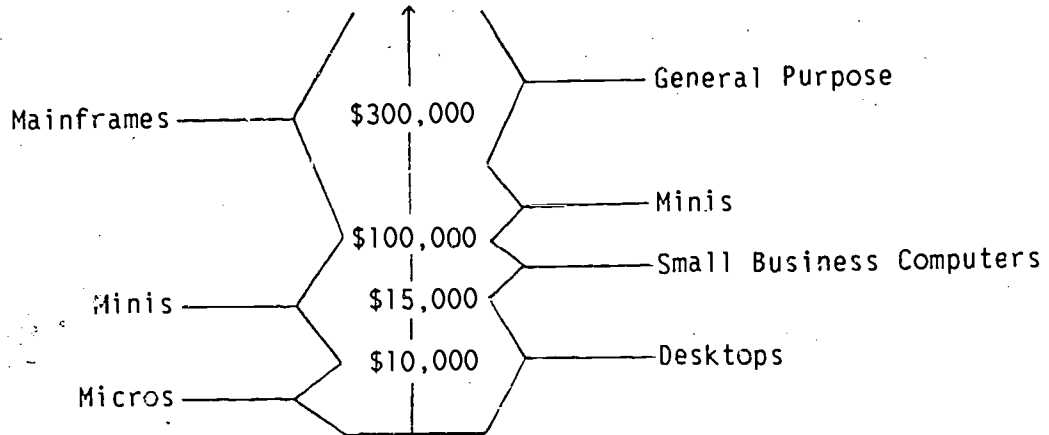 General Purpose
Mainframes
$300,000
Minis
$100,000
Small Business Computers
Minis
$15,000
Desktops
$10,000
Micros